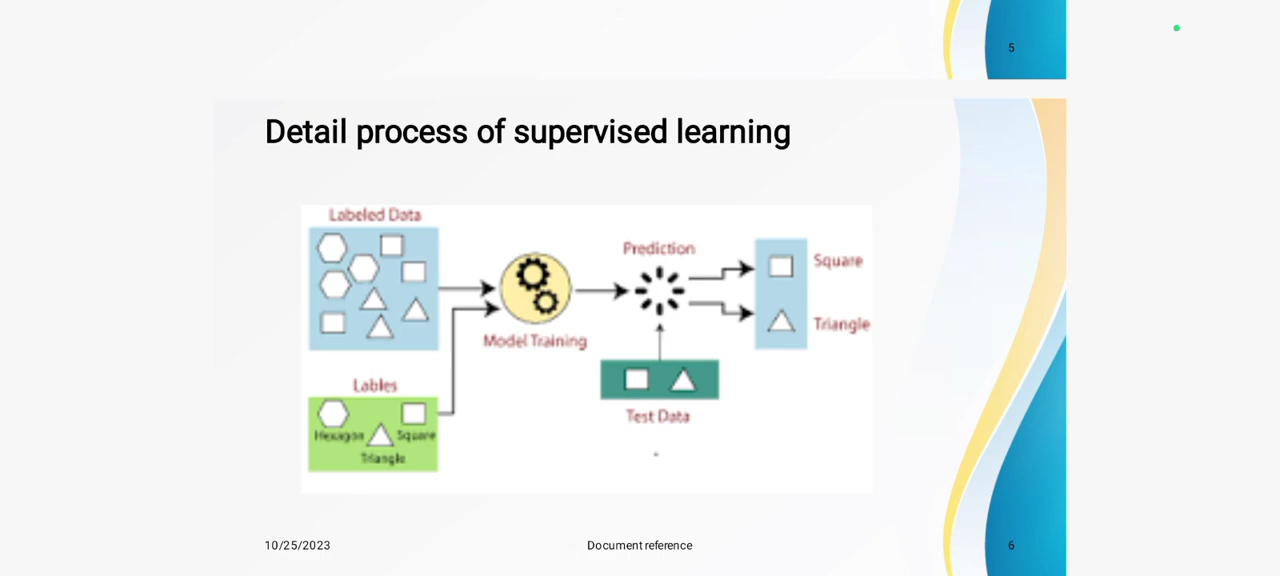 5
Detail process of supervised learning
Labeled Data
Prediction
Square
Triangle
Model Training
Lables
Hexagon
Square
Triangle
Test Data
10/25/2023
Document reference
6